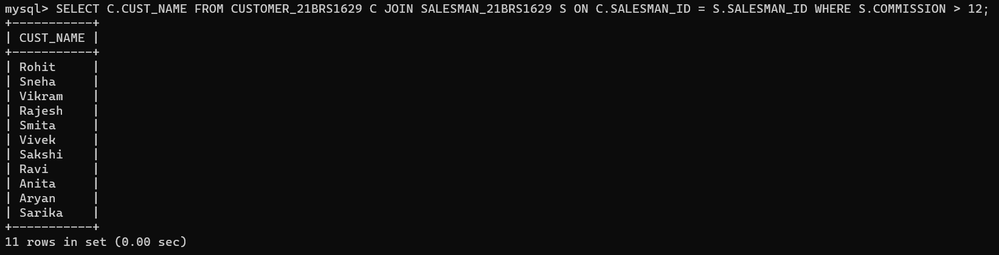 mysql> SELECT C.CUST_NAME FROM CUSTOMER_21BRS1629 C JOIN SALESMAN_21BRS1629 S ON C.SALESMAN_ID = S.SALESMAN_ID WHERE S.COMMISSION > 12;
+-----------+
| CUST_NAME |
+-----------+
| Rohit     |
| Sneha     |
| Vikram    |
| Rajesh    |
| Smita     |
| Vivek     |
| Sakshi    |
| Ravi      |
| Anita     |
| Aryan     |
| Sarika    |
+-----------+
11 rows in set (0.00 sec)